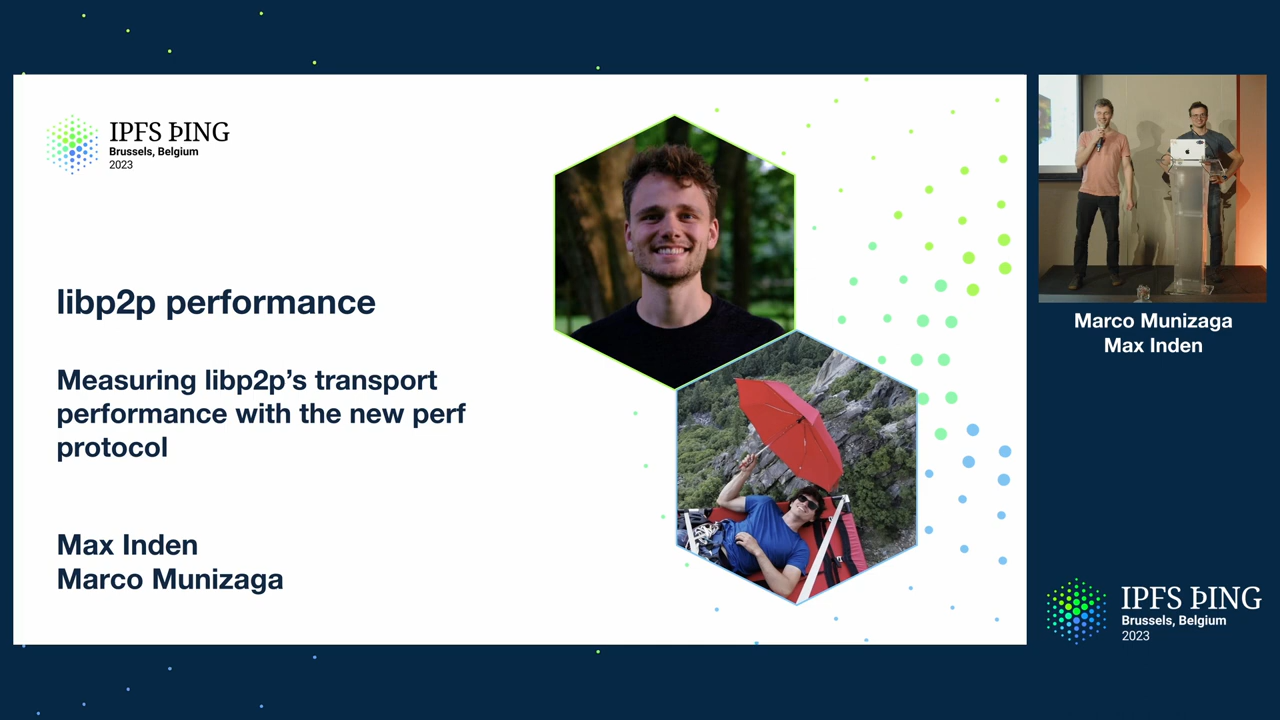 IPFS ÞING
Brussels, Belgium
2023
libp2p performance
Measuring libp2p’s transport
performance with the new perf
protocol
Max Inden
Marco Munizaga
Marco Munizaga
Max Inden
IPFS ÞING
Brussels, Belgium
2023